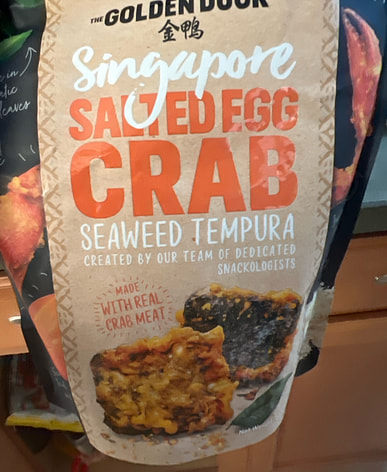 THE GOLDEN DUCK
金鴨
Singapore
SALTED EGG
CRAB
SEAWEED TEMPURA
CREATED BY OUR TEAM OF DEDICATED
SNACKOLOGISTS
MADE
WITH REAL
CRAB MEAT
in